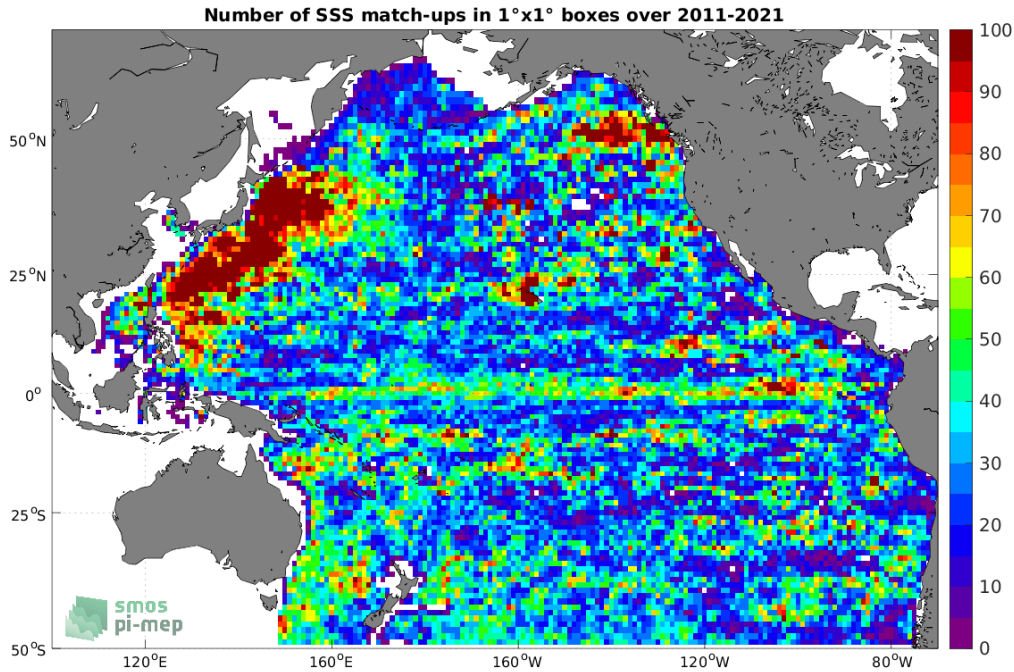 Number of SSS match-ups in 1°x1° boxes over 2011-2021
100
90
80
70
60
50
40
30
20
10
0
50°N
25°N
0°
25°S
50°S
120°E
160°E
160°W
120°W
80°W
smos
pi-mep